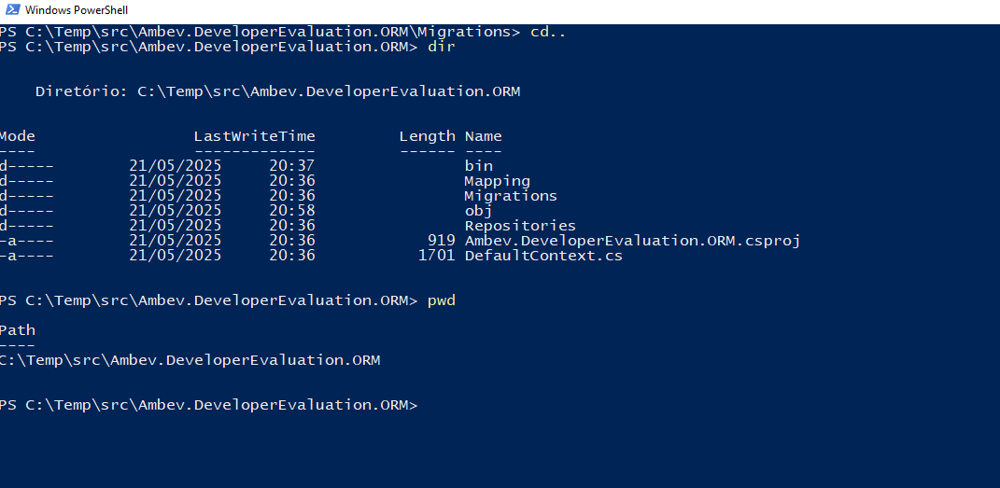 Windows PowerShell
PS C:\Temp\src\Ambev.DeveloperEvaluation.ORM\Migrations> cd..
PS C:\Temp\src\Ambev.DeveloperEvaluation.ORM> dir
Diretório: C:\Temp\src\Ambev.DeveloperEvaluation.ORM
Mode LastWriteTime Length Name
---- ------------- ------ ----
d----- 21/05/2025 20:37 bin
d----- 21/05/2025 20:36 Mapping
d----- 21/05/2025 20:36 Migrations
d----- 21/05/2025 20:58 obj
d----- 21/05/2025 20:36 Repositories
-a---- 21/05/2025 20:36 919 Ambev.DeveloperEvaluation.ORM.csproj
-a---- 21/05/2025 20:36 1701 DefaultContext.cs
PS C:\Temp\src\Ambev.DeveloperEvaluation.ORM> pwd
Path
----
C:\Temp\src\Ambev.DeveloperEvaluation.ORM
PS C:\Temp\src\Ambev.DeveloperEvaluation.ORM>